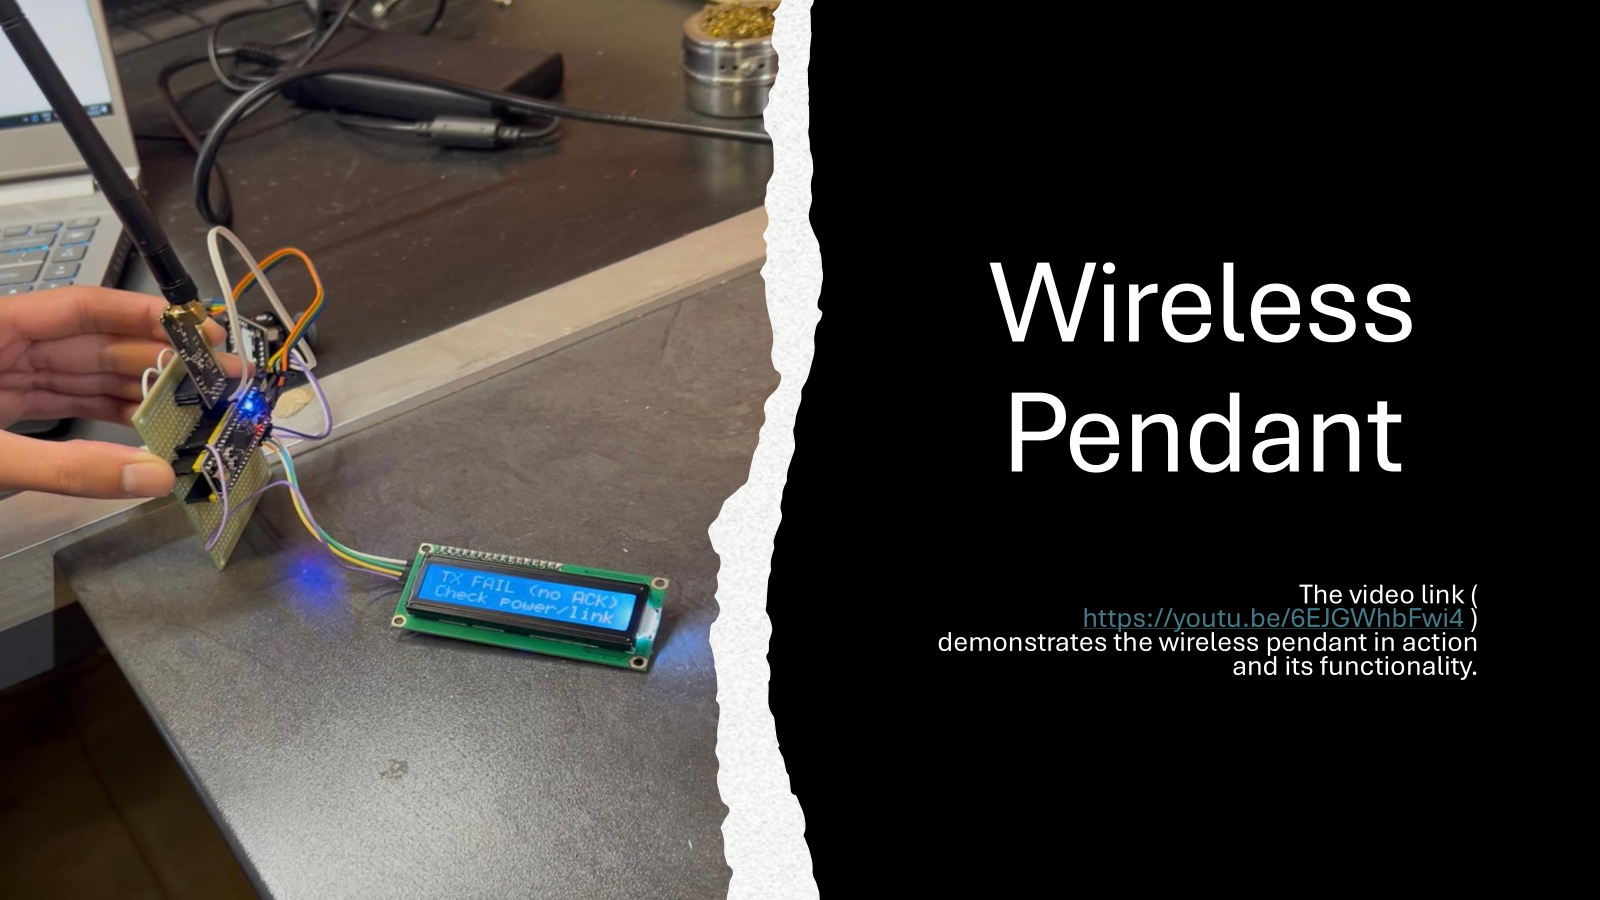 TX FAIL (no ACK)
Check power/link
Wireless
Pendant
The video link (
https://youtu.be/6EJGWhbFwi4 )
demonstrates the wireless pendant in action
and its functionality.